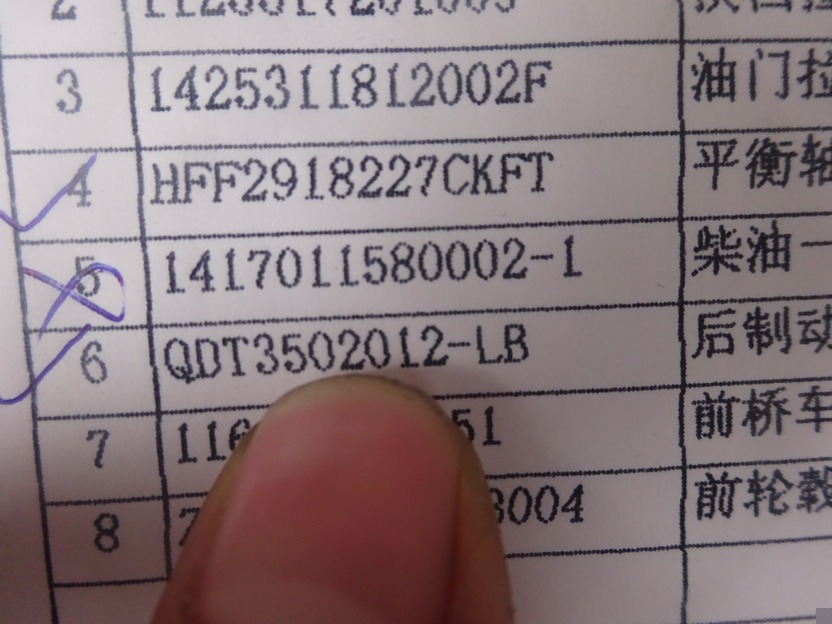 2
3 1425311812002F 油门拉
4 HFF2918227CKFT 平衡轴
5 1417011580002-1 柴油一
6 QDT3502012-LB 后制动
7 前桥车
8 前轮毂